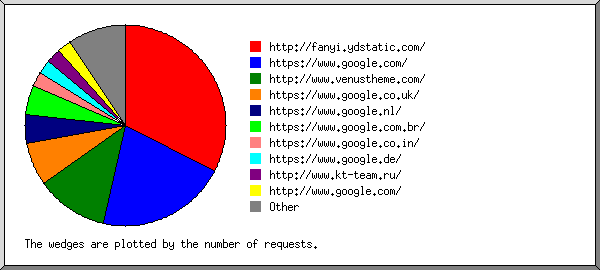 http://fanyi.ydstatic.com/
https://www.google.com/
http://www.venustheme.com/
https://www.google.co.uk/
https://www.google.nl/
https://www.google.com.br/
https://www.google.co.in/
https://www.google.de/
http://www.kt-team.ru/
http://www.google.com/
Other
The wedges are plotted by the number of requests.